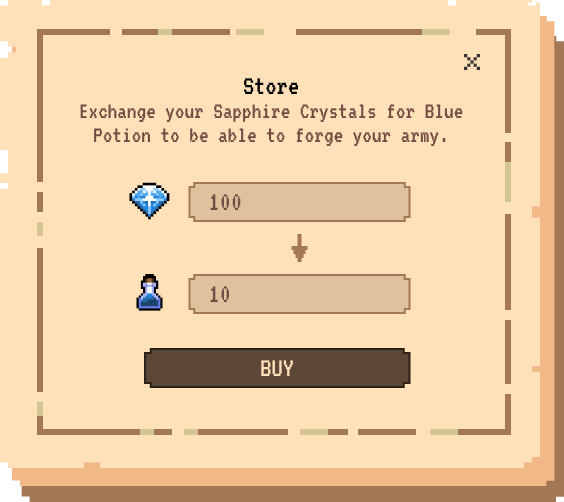 Store
Exchange your Sapphire Crystals for Blue
Potion to be able to forge your army.
100
10
BUY